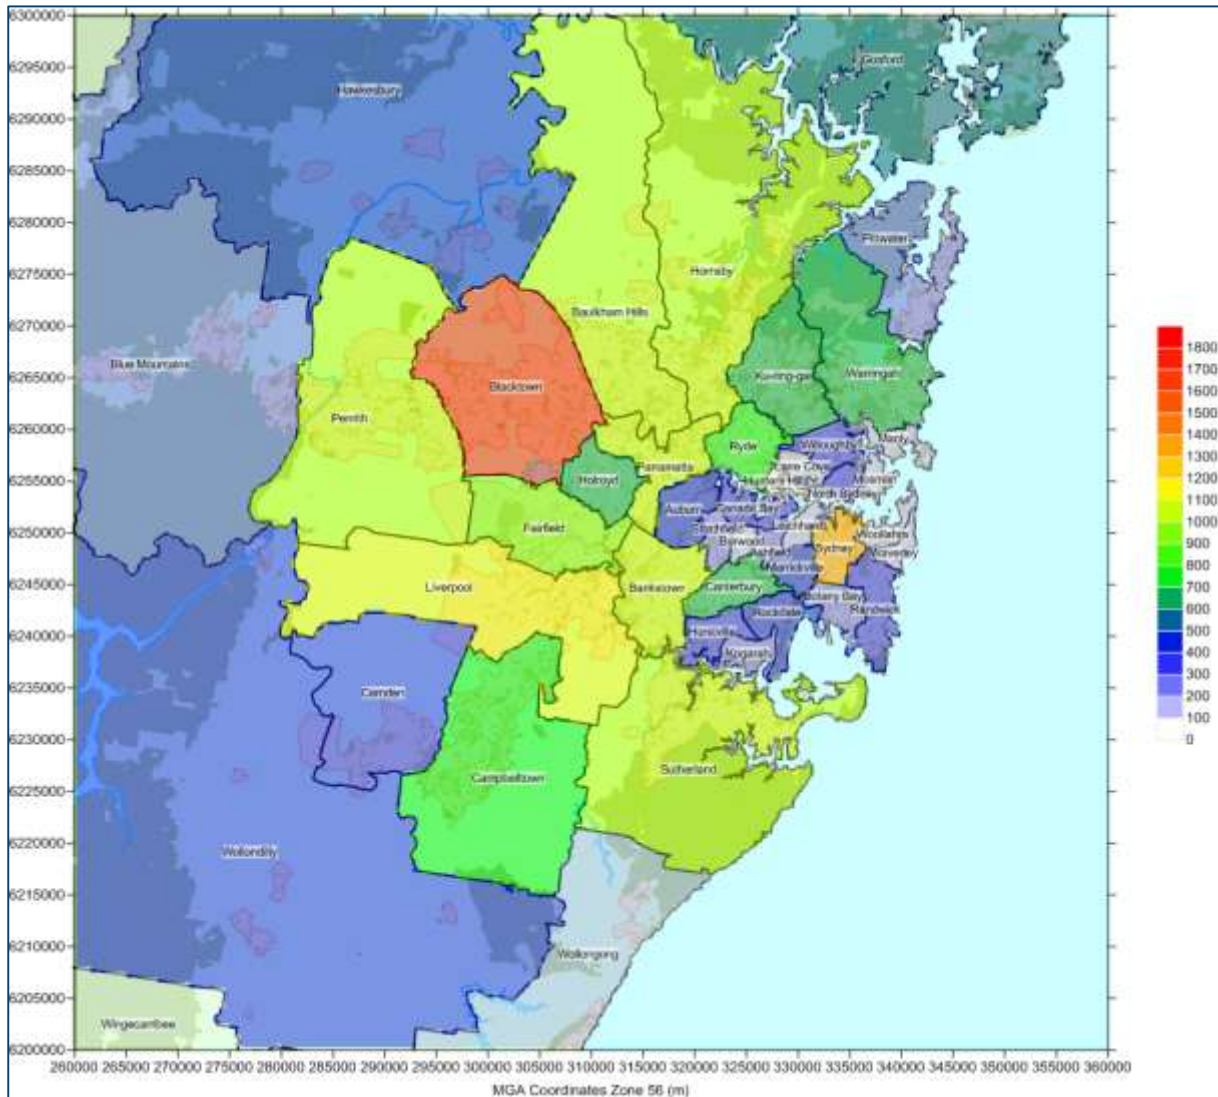 6300000
6295000
6290000
6285000
6280000
6275000
6270000
6265000
6260000
6255000
6250000
6245000
6240000
6235000
6230000
6225000
6220000
6215000
6210000
6205000
6200000
Gosford
Hawkesbury
Pittwater
Hornsby
Baulkham Hills
Blue Mountains
Warringah
Ku-ring-gai
Blacktown
Penrith
Manly
Willoughby
Ryde
Parramatta
Lane Cove
Holroyd
Hunters Hill
Mosman
North Sydney
Auburn
Canada Bay
Fairfield
Strathfield
Leichhardt
Woollahra
Burwood
Sydney
Ashfield
Waverley
Marrickville
Liverpool
Bankstown
Canterbury
Botany Bay
Rockdale
Randwick
Hurstville
Kogarah
Camden
Sutherland
Campbelltown
Wollondilly
Wollongong
Wingecarribee
1800
1700
1600
1500
1400
1300
1200
1100
1000
900
800
700
600
500
400
300
200
100
0
260000 265000 270000 275000 280000 285000 290000 295000 300000 305000 310000 315000 320000 325000 330000 335000 340000 345000 350000 355000 360000
MGA Coordinates Zone 56 (m)